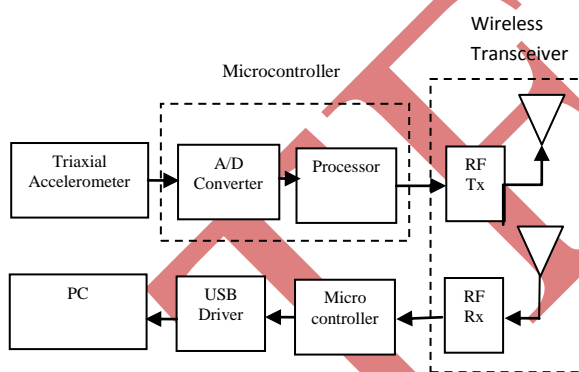 Wireless
Transceiver
Microcontroller
Triaxial
Accelerometer
A/D
Converter
Processor
RF
Tx
PC
USB
Driver
Micro
controller
RF
Rx